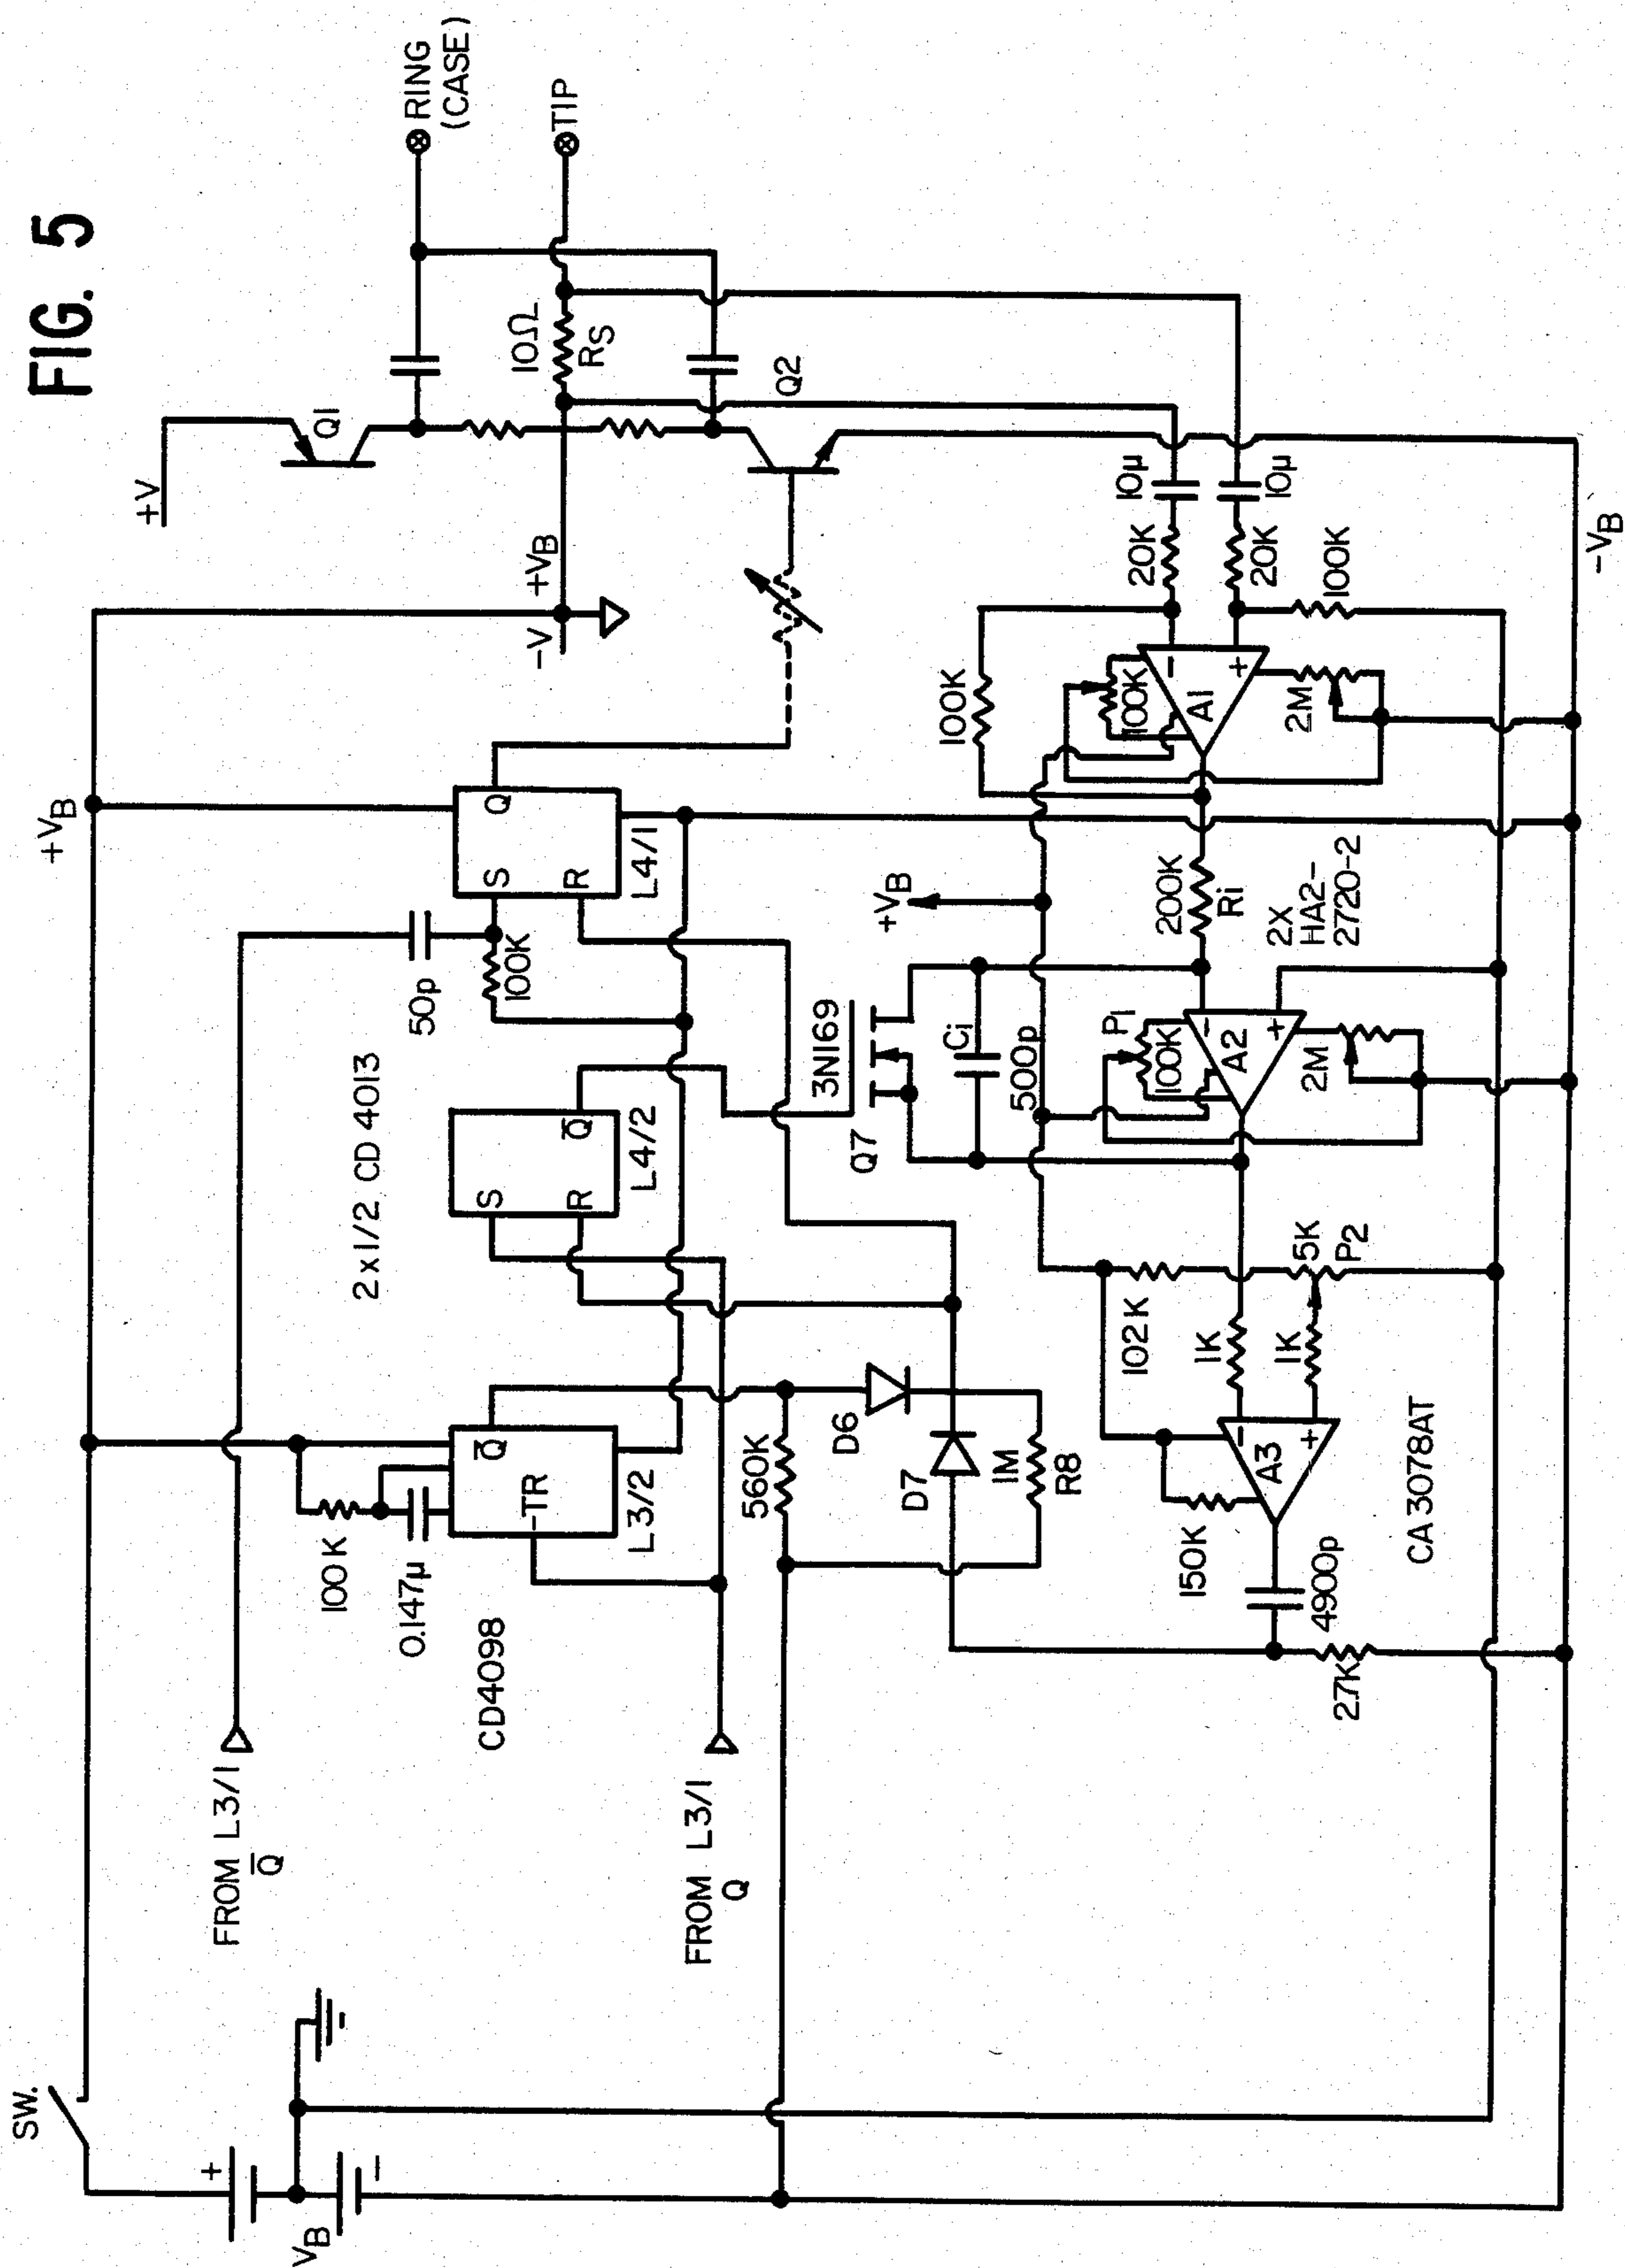 FIG. 5
SW.
+
VB
−
+VB
+V
Q1
RING
(CASE)
TIP
10Ω
RS
−V
+VB
Q2
FROM L3/1
Q̅
FROM L3/1
Q
CD4098
100K
0.147µ
Q̅
−TR
L3/2
2x1/2 CD 4013
S
R
Q̅
L4/2
50p
100K
S
R
Q
L4/1
560K
D6
D7
1M
R8
3N169
Q7
Ci
500p
+VB
100K
20K
10µ
20K
10µ
100K
−
+
100K
A1
2M
200K
Ri
2X
HA2-
2720-2
P1
100K
−
+
A2
2M
102K
5K
P2
1K
1K
−
+
A3
150K
CA3078AT
4900p
27K
−VB